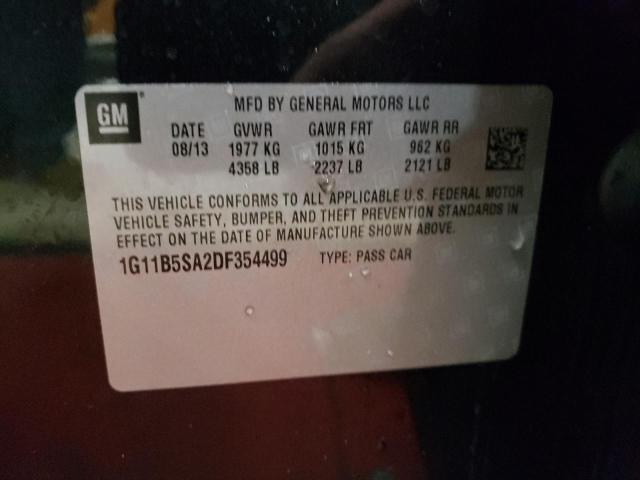 GM
MFD BY GENERAL MOTORS LLC
DATE GVWR GAWR FRT GAWR RR
08/13 1977 KG 1015 KG 962 KG
4358 LB 2237 LB 2121 LB
THIS VEHICLE CONFORMS TO ALL APPLICABLE U.S. FEDERAL MOTOR
VEHICLE SAFETY, BUMPER, AND THEFT PREVENTION STANDARDS IN
EFFECT ON THE DATE OF MANUFACTURE SHOWN ABOVE.
1G11B5SA2DF354499 TYPE: PASS CAR